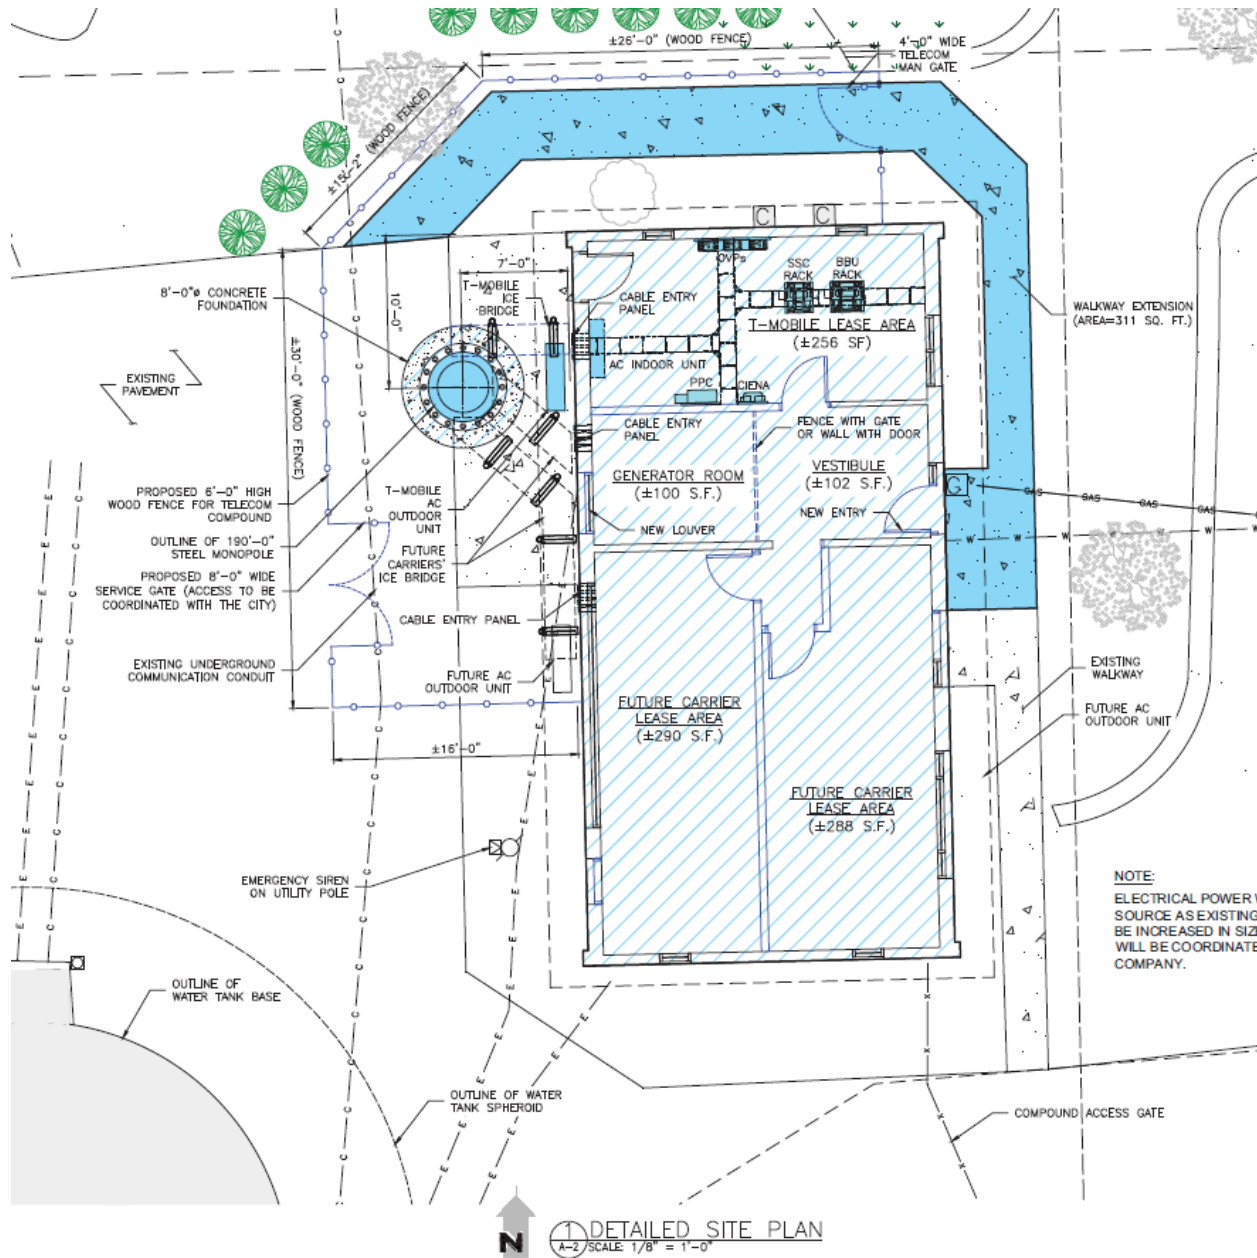 ±26'-0" (WOOD FENCE)
4'-0" WIDE
TELECOM
MAN GATE
±15'-2" (WOOD FENCE)
C
C
7'-0"
10'-0"
8'-0"ø CONCRETE
FOUNDATION
T-MOBILE
ICE
BRIDGE
OVPs
SSC
RACK
BBU
RACK
CABLE ENTRY
PANEL
T-MOBILE LEASE AREA
(±256 SF)
WALKWAY EXTENSION
(AREA=311 SQ. FT.)
±30'-0" (WOOD FENCE)
EXISTING
PAVEMENT
AC INDOOR UNIT
PPC
CIENA
CABLE ENTRY
PANEL
FENCE WITH GATE
OR WALL WITH DOOR
GENERATOR ROOM
(±100 S.F.)
VESTIBULE
(±102 S.F.)
G
GAS
GAS
GAS
PROPOSED 6'-0" HIGH
WOOD FENCE FOR TELECOM
COMPOUND
T-MOBILE
AC
OUTDOOR
UNIT
NEW LOUVER
NEW ENTRY
OUTLINE OF 190'-0"
STEEL MONOPOLE
W W W W W
FUTURE
CARRIERS'
ICE BRIDGE
PROPOSED 8'-0" WIDE
SERVICE GATE (ACCESS TO BE
COORDINATED WITH THE CITY)
CABLE ENTRY PANEL
EXISTING UNDERGROUND
COMMUNICATION CONDUIT
FUTURE AC
OUTDOOR UNIT
EXISTING
WALKWAY
FUTURE CARRIER
LEASE AREA
(±290 S.F.)
FUTURE AC
OUTDOOR UNIT
±16'-0"
FUTURE CARRIER
LEASE AREA
(±288 S.F.)
EMERGENCY SIREN
ON UTILITY POLE
NOTE:
ELECTRICAL POWER
SOURCE AS EXISTING
BE INCREASED IN SIZE
WILL BE COORDINATE
COMPANY.
OUTLINE OF
WATER TANK BASE
OUTLINE OF WATER
TANK SPHEROID
COMPOUND ACCESS GATE
N
1 DETAILED SITE PLAN
A-2 SCALE: 1/8" = 1'-0"